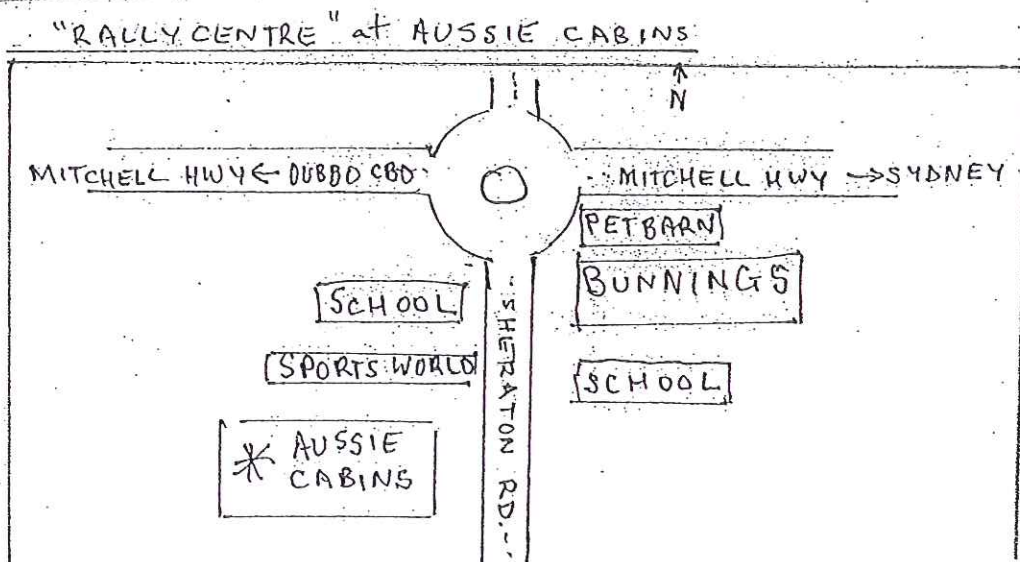 "RALLY CENTRE" at AUSSIE CABINS
N
MITCHELL HWY ← DUBBO CBD
MITCHELL HWY → SYDNEY
PETBARN
BUNNINGS
SCHOOL
SPORTS WORLD
SCHOOL
SHERATON RD.
* AUSSIE
CABINS